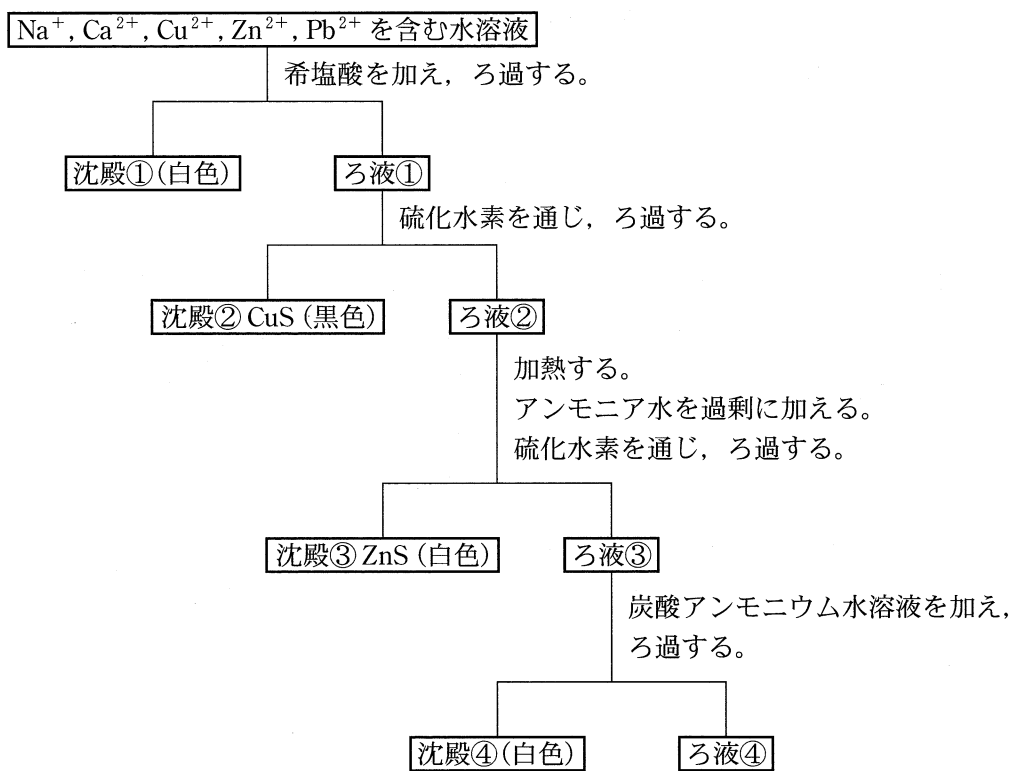 Na⁺, Ca²⁺, Cu²⁺, Zn²⁺, Pb²⁺ を含む水溶液
希塩酸を加え，ろ過する。
沈殿①(白色)
ろ液①
硫化水素を通じ，ろ過する。
沈殿② CuS (黒色)
ろ液②
加熱する。
アンモニア水を過剰に加える。
硫化水素を通じ，ろ過する。
沈殿③ ZnS (白色)
ろ液③
炭酸アンモニウム水溶液を加え，
ろ過する。
沈殿④(白色)
ろ液④